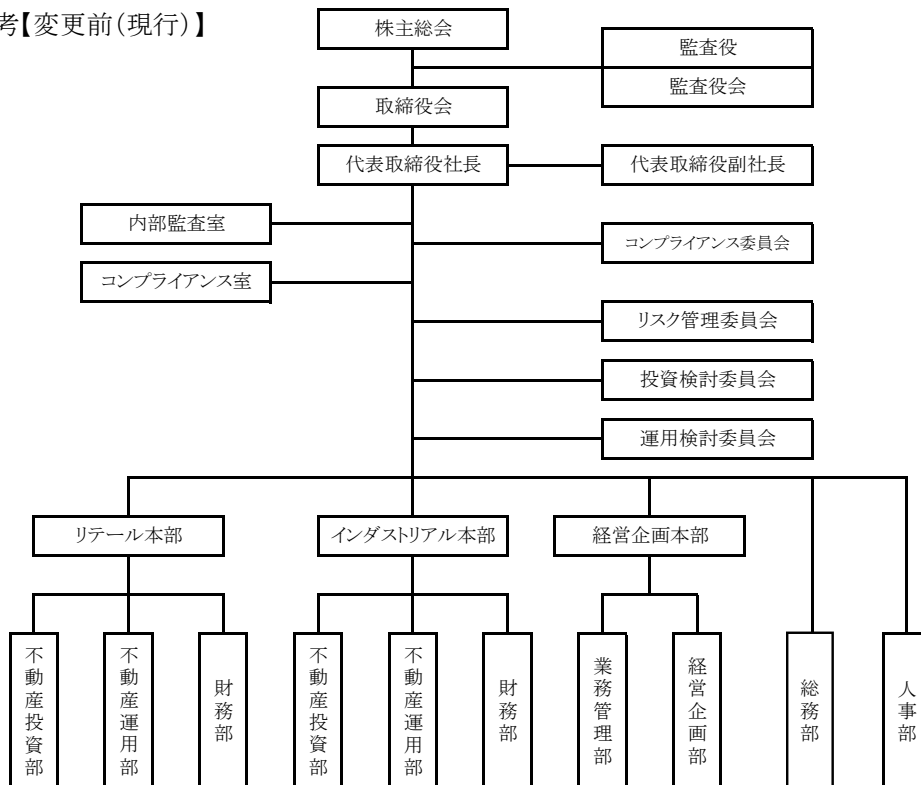 考【変更前(現行)】
株主総会
監査役
監査役会
取締役会
代表取締役社長
代表取締役副社長
内部監査室
コンプライアンス委員会
コンプライアンス室
リスク管理委員会
投資検討委員会
運用検討委員会
リテール本部
インダストリアル本部
経営企画本部
不動産投資部
不動産運用部
財務部
不動産投資部
不動産運用部
財務部
業務管理部
経営企画部
総務部
人事部